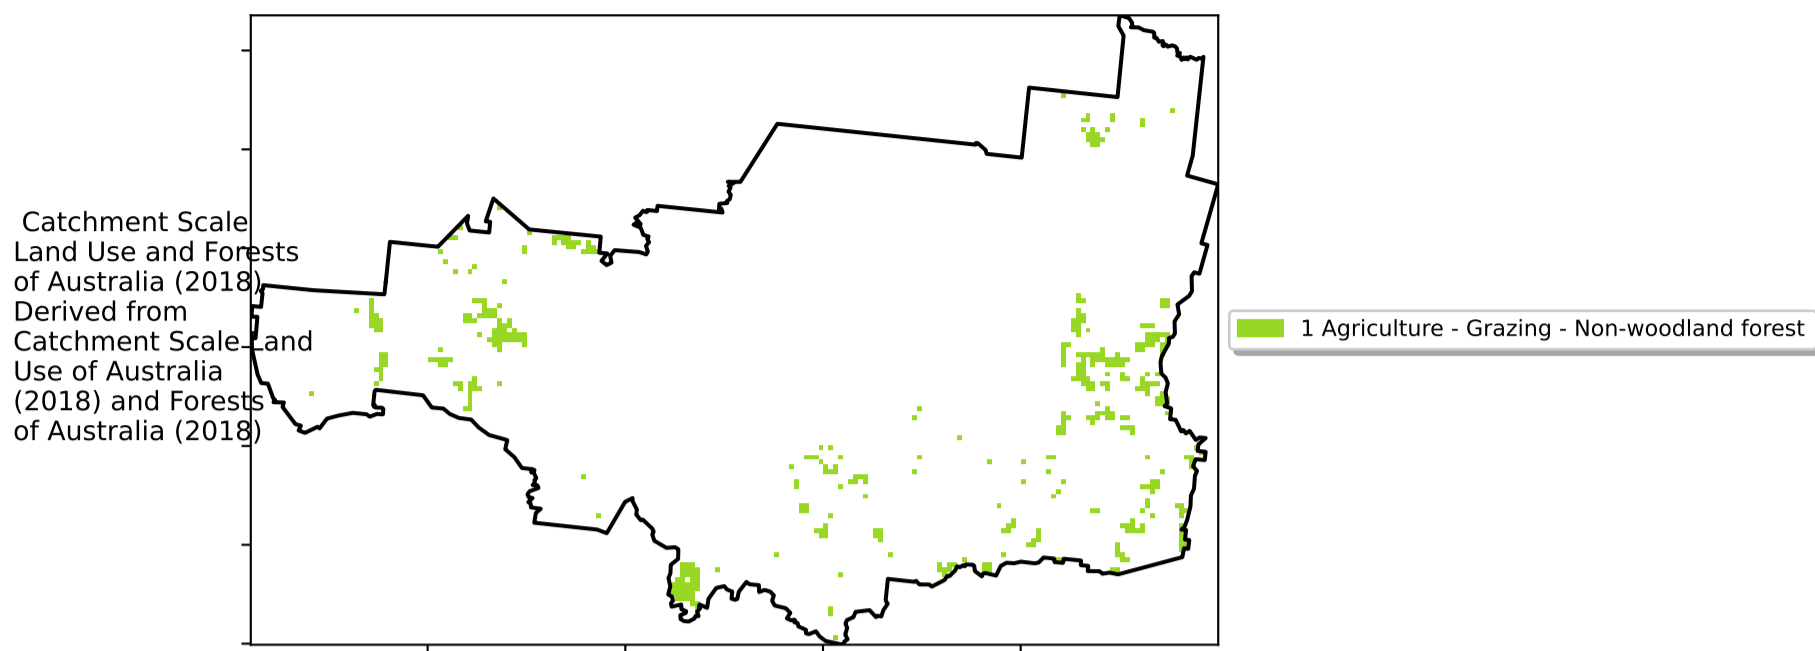 Catchment Scale
Land Use and Forests
of Australia (2018)
Derived from
Catchment Scale Land
Use of Australia
(2018) and Forests
of Australia (2018)
1 Agriculture - Grazing - Non-woodland forest